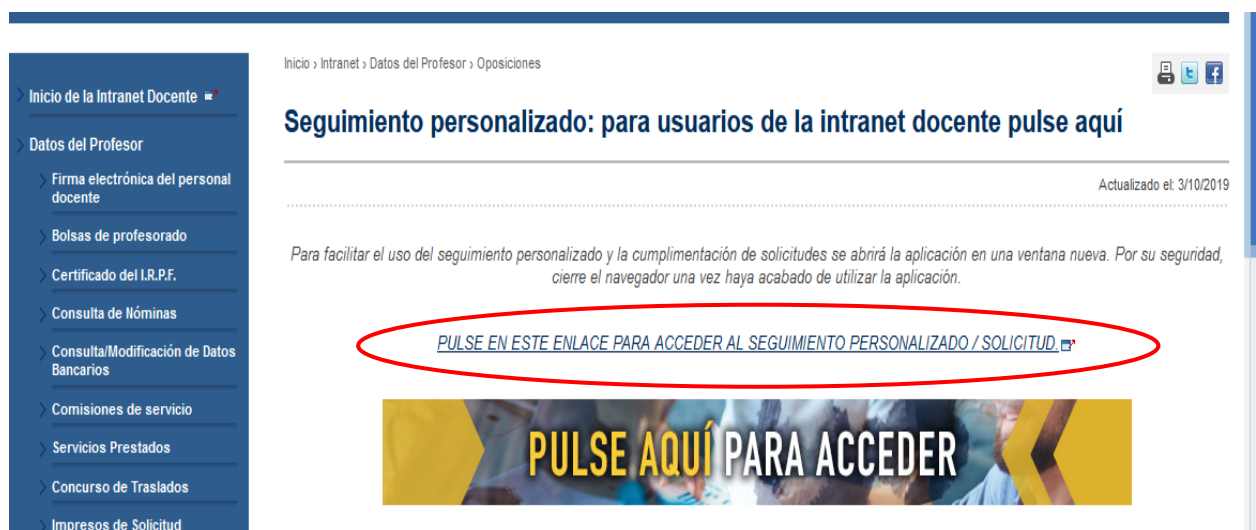 Inicio › Intranet › Datos del Profesor › Oposiciones
Inicio de la Intranet Docente
Datos del Profesor
Firma electrónica del personal
docente
Bolsas de profesorado
Certificado del I.R.P.F.
Consulta de Nóminas
Consulta/Modificación de Datos
Bancarios
Comisiones de servicio
Servicios Prestados
Concurso de Traslados
Impresos de Solicitud
Seguimiento personalizado: para usuarios de la intranet docente pulse aquí
Actualizado el: 3/10/2019
Para facilitar el uso del seguimiento personalizado y la cumplimentación de solicitudes se abrirá la aplicación en una ventana nueva. Por su seguridad,
cierre el navegador una vez haya acabado de utilizar la aplicación.
PULSE EN ESTE ENLACE PARA ACCEDER AL SEGUIMIENTO PERSONALIZADO / SOLICITUD.
PULSE AQUÍ PARA ACCEDER